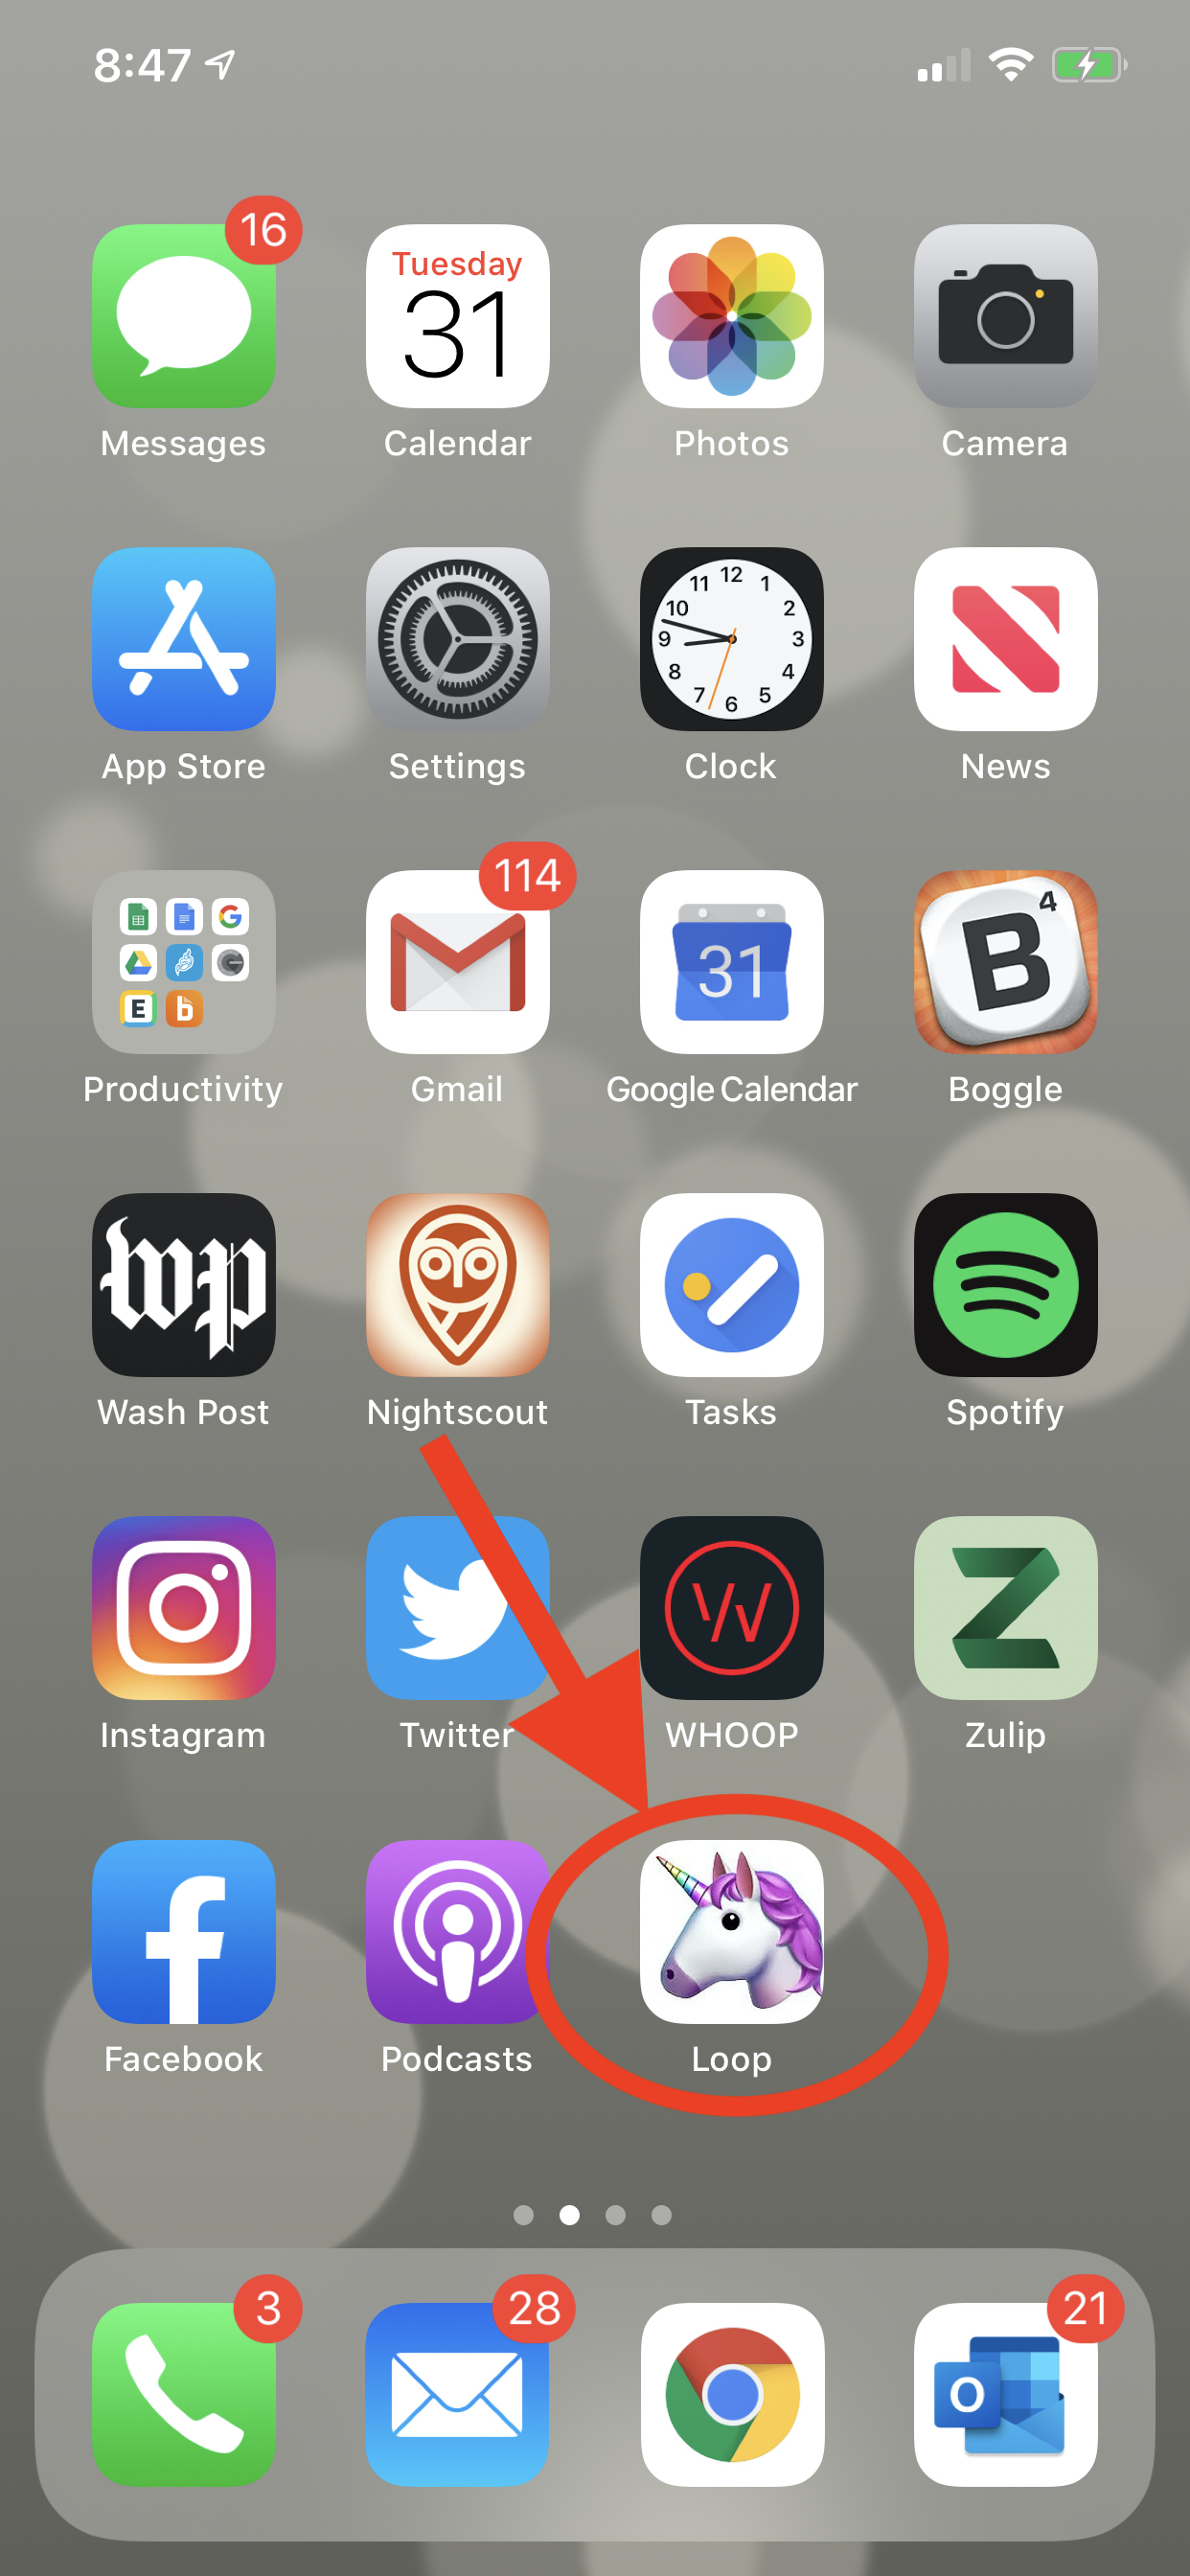 8:47
16
Tuesday
31
Messages
Calendar
Photos
Camera
12
11
1
10
2
9
3
8
4
7
5
6
App Store
Settings
Clock
News
114
G
E
b
31
B
4
Productivity
Gmail
Google Calendar
Boggle
wp
Wash Post
Nightscout
Tasks
Spotify
W
Z
Instagram
Twitter
WHOOP
Zulip
f
Facebook
Podcasts
Loop
3
28
21
O